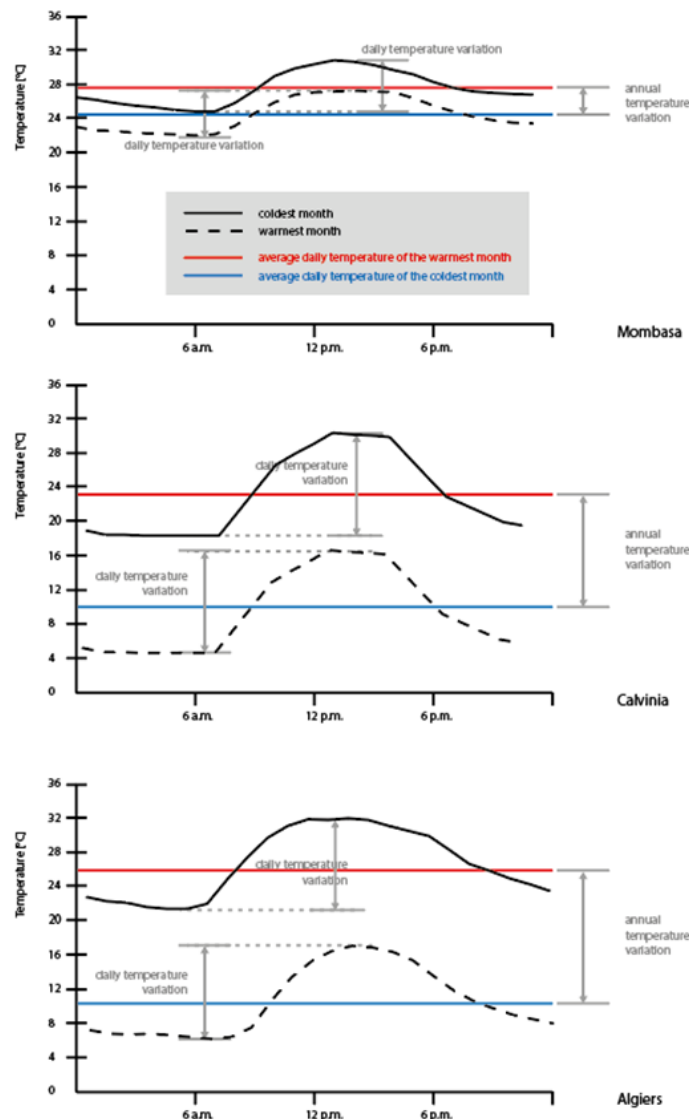 36
32
28
24
20
16
12
8
4
0
Temperature [°C]
daily temperature variation
daily temperature variation
annual
temperature
variation
coldest month
warmest month
average daily temperature of the warmest month
average daily temperature of the coldest month
6 a.m.
12 p.m.
6 p.m.
Mombasa
36
32
28
24
20
16
12
8
4
0
Temperature [°C]
daily temperature
variation
daily temperature
variation
annual
temperature
variation
6 a.m.
12 p.m.
6 p.m.
Calvinia
36
32
28
24
20
16
12
8
4
0
Temperature [°C]
daily temperature
variation
daily temperature
variation
annual
temperature
variation
6 a.m.
12 p.m.
6 p.m.
Algiers